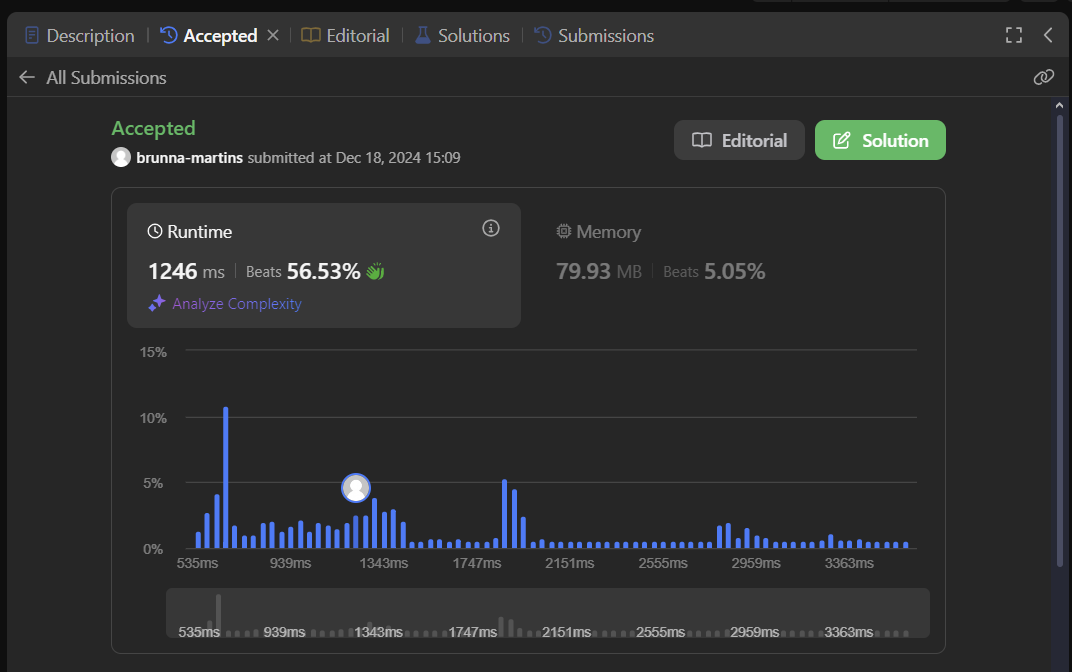 Description | Accepted × | Editorial | Solutions | Submissions
← All Submissions
Accepted
brunna-martins submitted at Dec 18, 2024 15:09
Editorial
Solution
Runtime
1246 ms | Beats 56.53%
Analyze Complexity
Memory
79.93 MB | Beats 5.05%
15%
10%
5%
0%
535ms 939ms 1343ms 1747ms 2151ms 2555ms 2959ms 3363ms
535ms 939ms 1343ms 1747ms 2151ms 2555ms 2959ms 3363ms